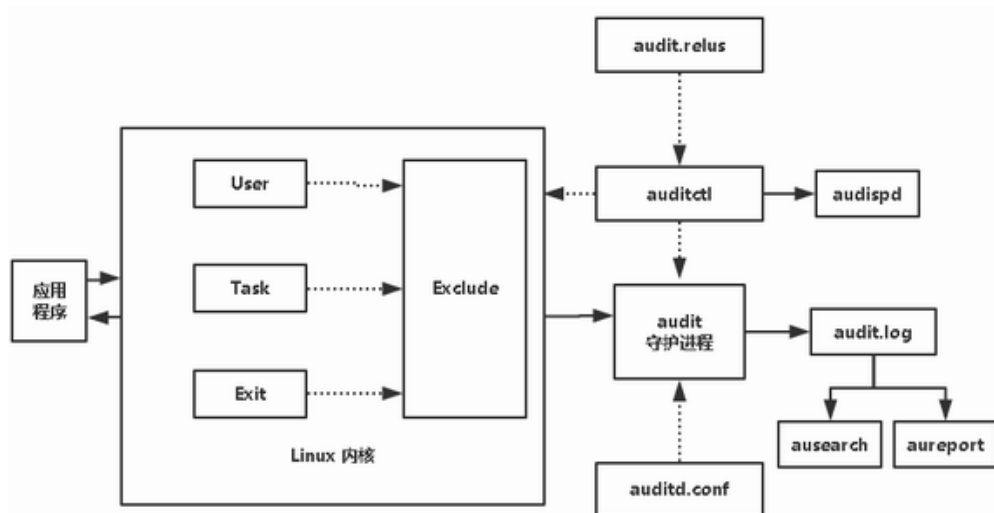 audit.relus
User
auditctl
audispd
应用
程序
Task
Exclude
audit
守护进程
audit.log
Exit
Linux 内核
ausearch
aureport
auditd.conf